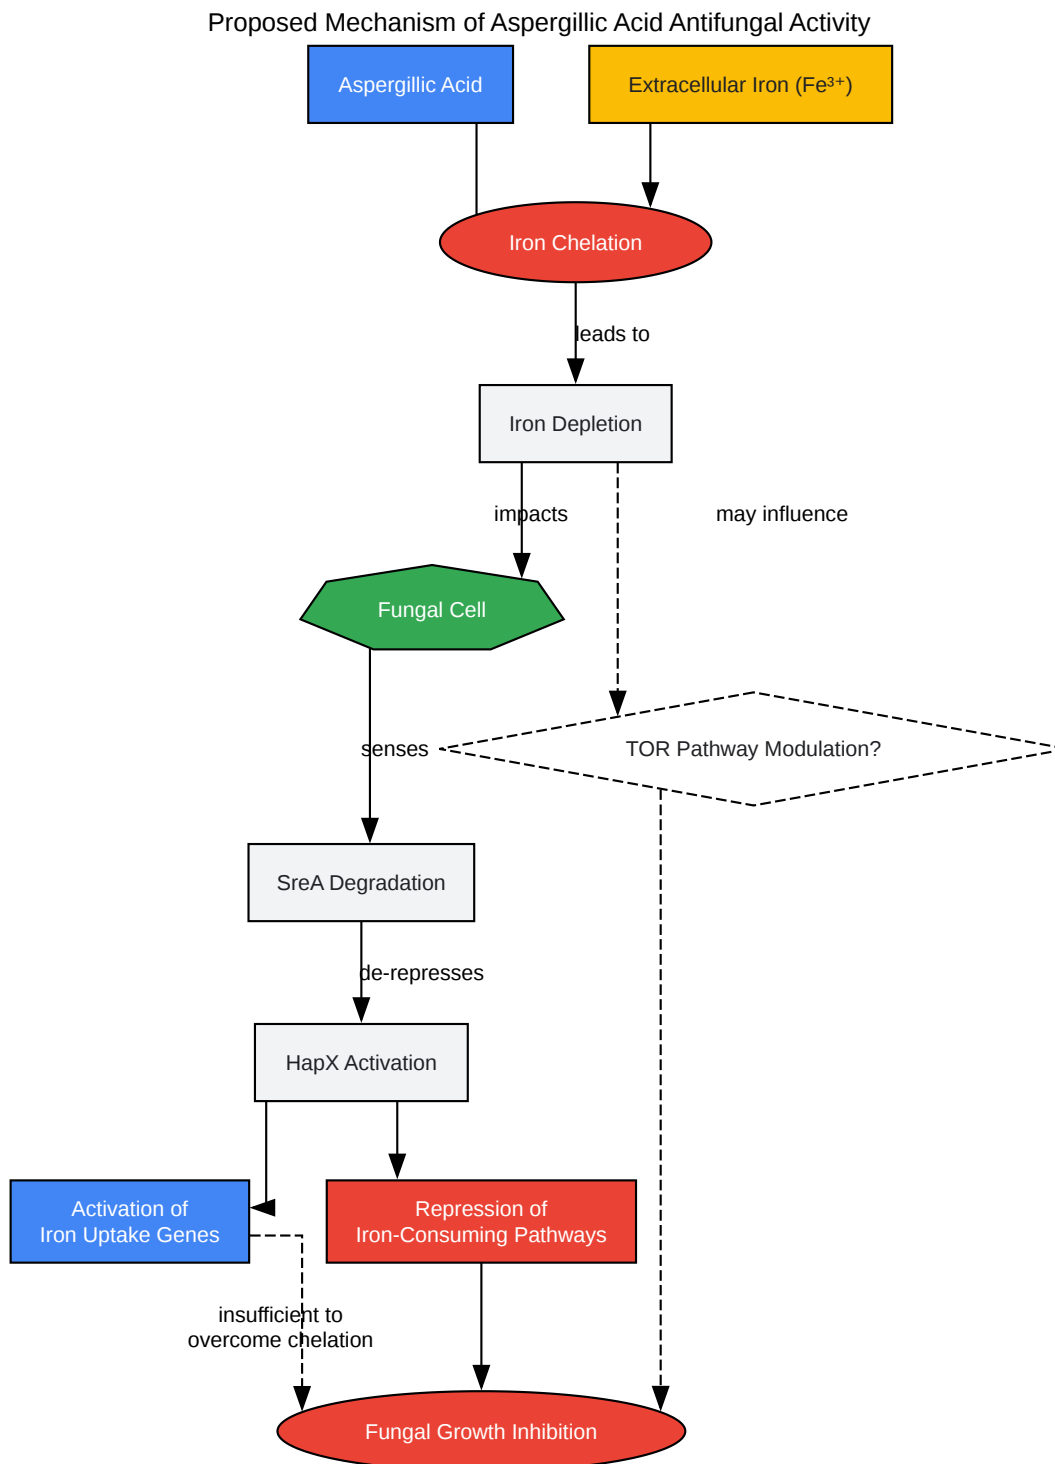 Proposed Mechanism of Aspergillic Acid Antifungal Activity
Aspergillic Acid
Extracellular Iron (Fe³⁺)
Iron Chelation
leads to
Iron Depletion
impacts
may influence
Fungal Cell
senses
TOR Pathway Modulation?
SreA Degradation
de-represses
HapX Activation
Activation of
Iron Uptake Genes
Repression of
Iron-Consuming Pathways
insufficient to
overcome chelation
Fungal Growth Inhibition